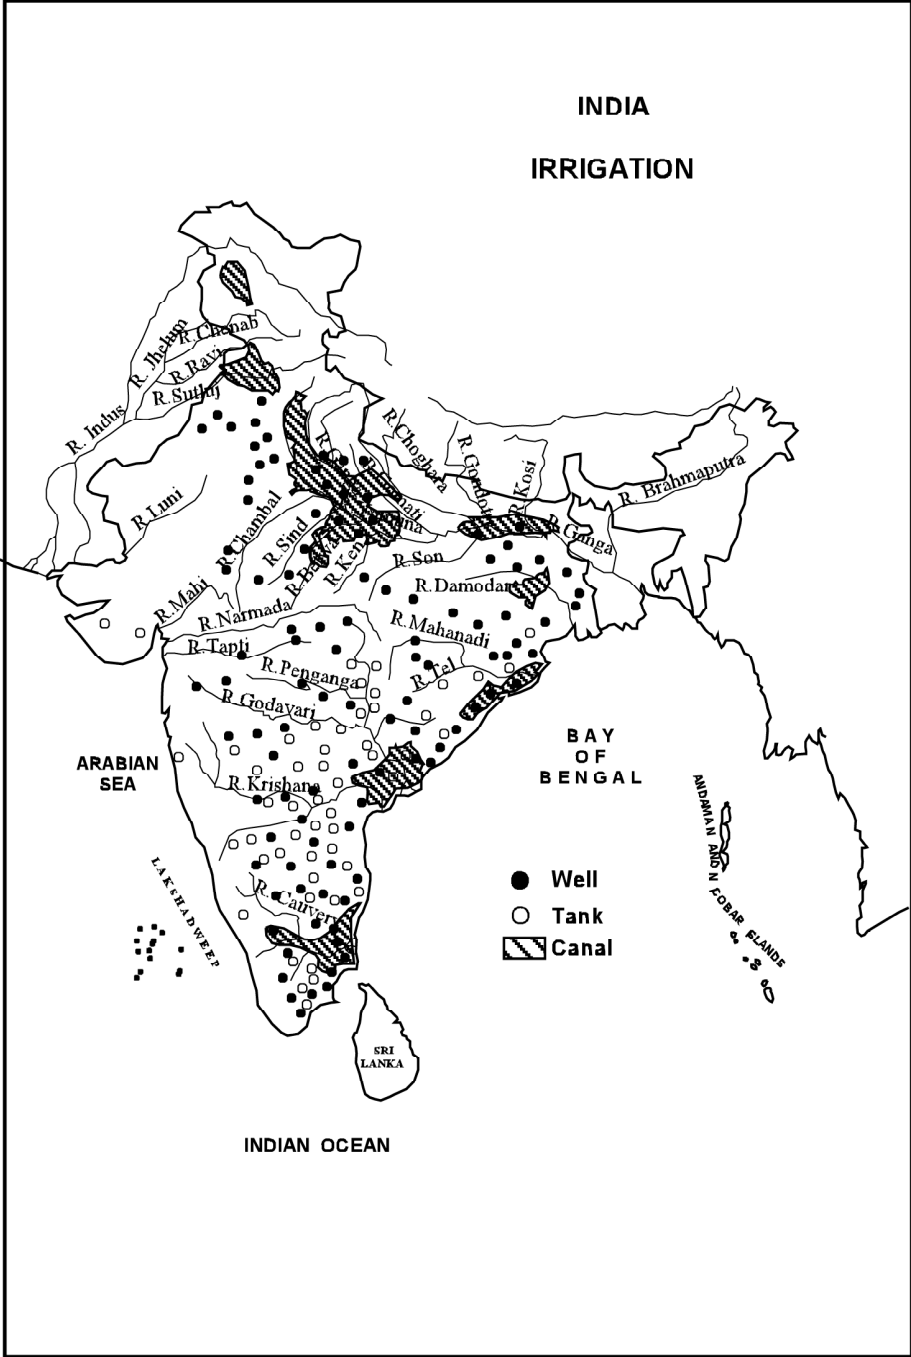 INDIA
IRRIGATION
R. Jhelum
R. Chenab
R. Ravi
R. Sutluj
R. Indus
R. Luni
R. Chambal
R. Sind
R. Ken
R. Choghara
R. Kosi
R. Brahmaputra
R. Gunga
R. Son
R. Damodar
R. Mahi
R. Narmada
R. Mahanadi
R. Tapti
R. Tel
R. Penganga
R. Godavari
R. Krishana
R. Cauvery
ARABIAN
SEA
BAY
OF
BENGAL
LAKSHADWEEP
Well
Tank
Canal
SRI
LANKA
INDIAN OCEAN